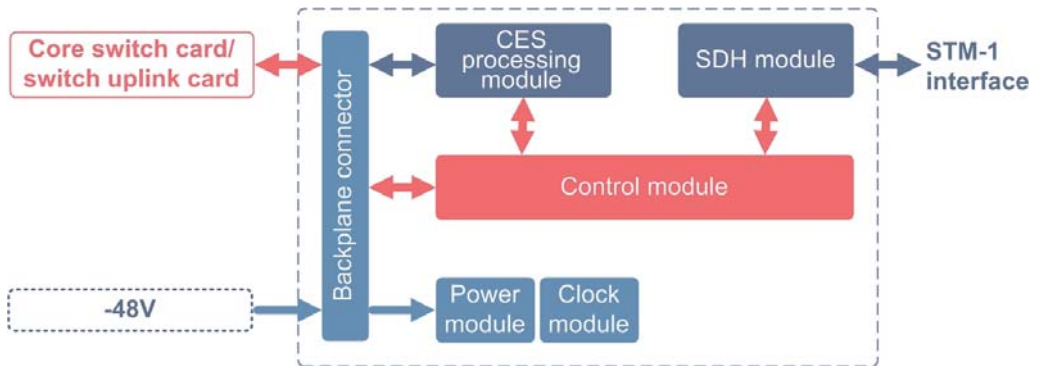 Core switch card/
switch uplink card
Backplane connector
CES
processing
module
SDH module
STM-1
interface
Control module
-48V
Power
module
Clock
module